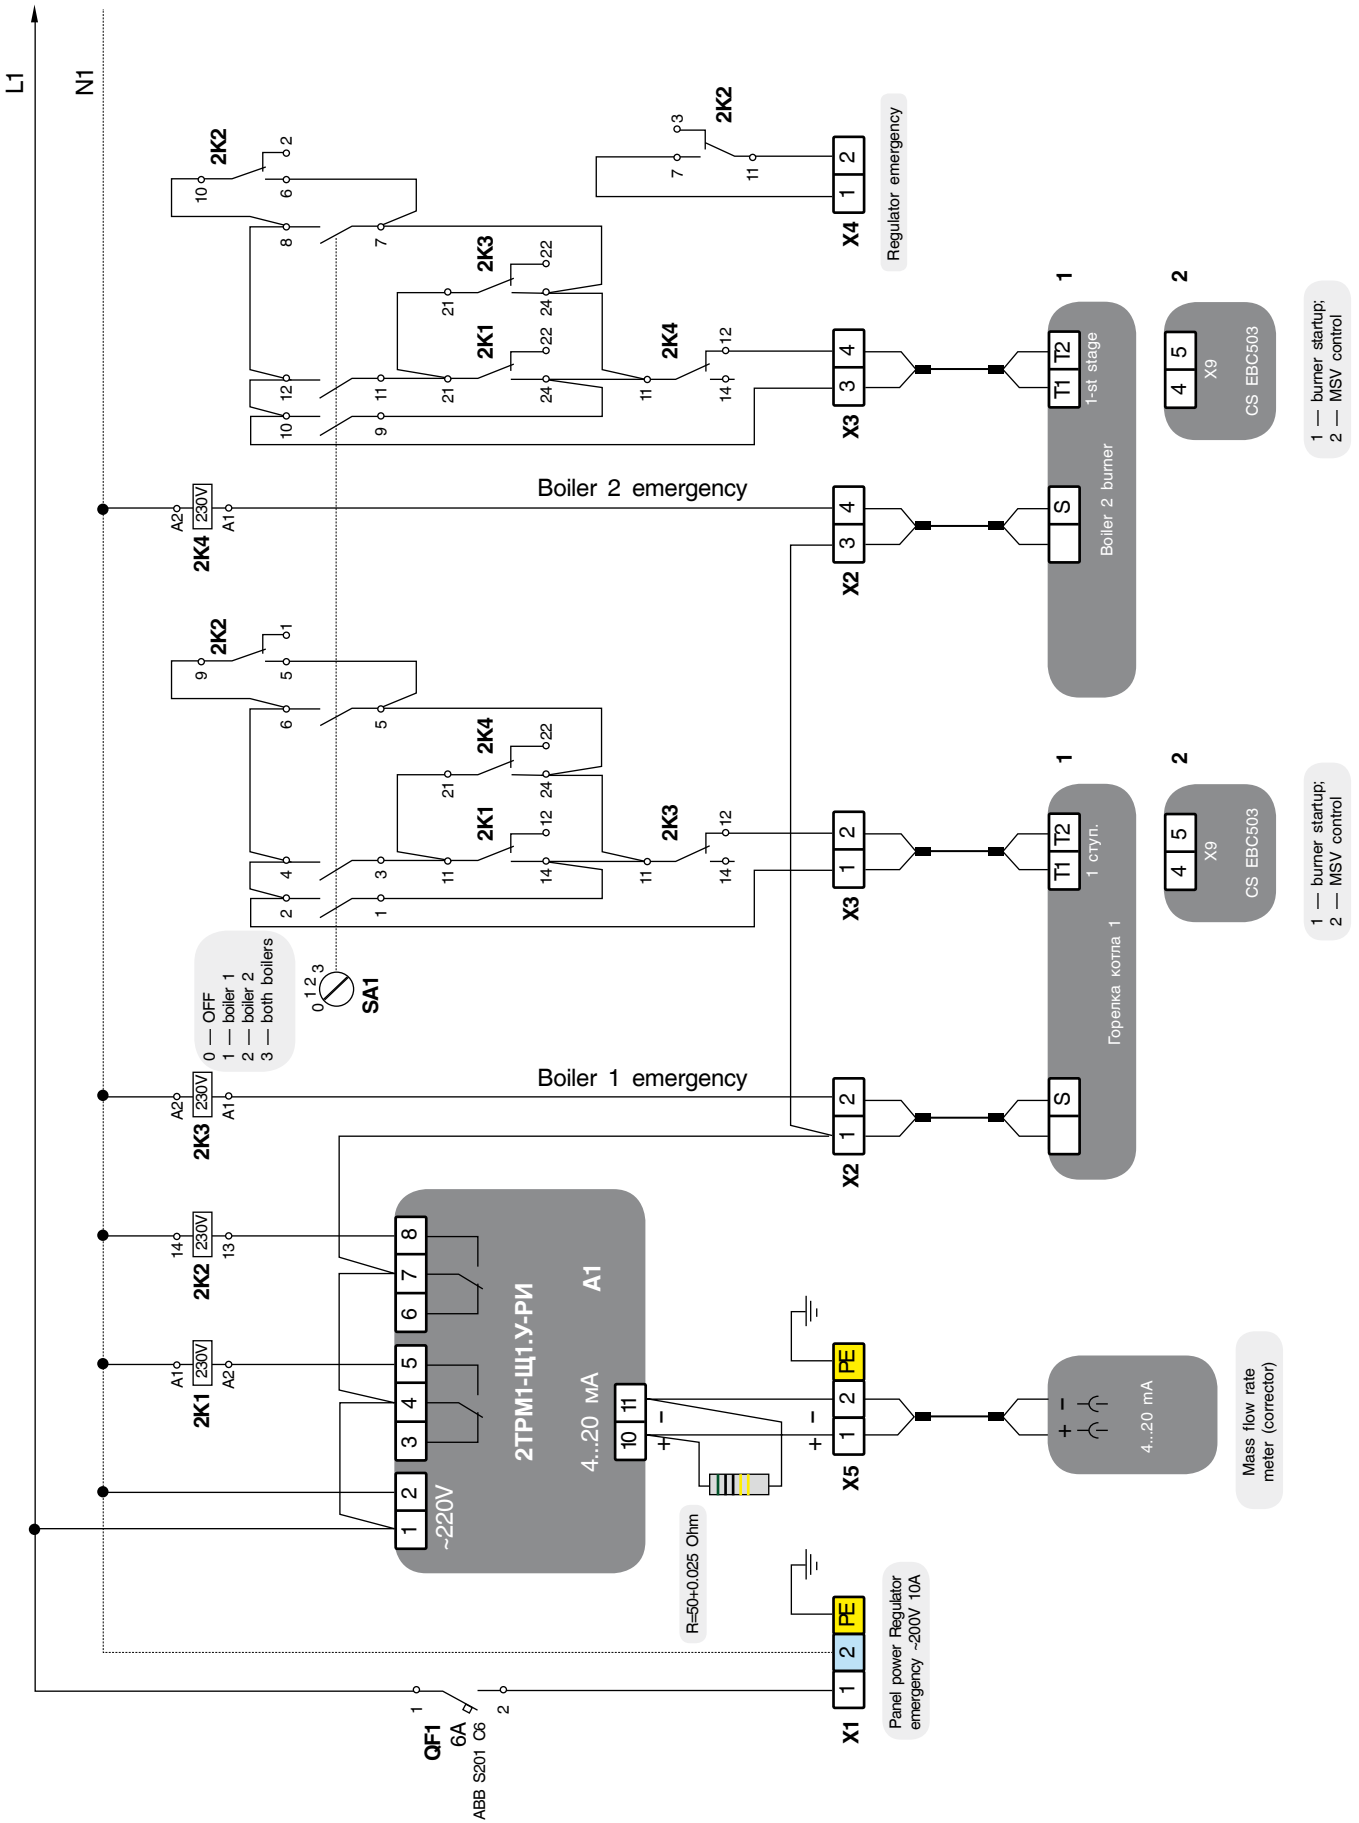 L1
N1
QF1
6A
ABB S201 C6
1
2
X1
1
2
PE
Panel power Regulator
emergency ~200V 10A
2K1
A1
230V
A2
2K2
14
230V
13
2K3
A2
230V
A1
2K4
A2
230V
A1
1
2
3
4
5
6
7
8
~220V
2ТРМ1-Щ1.У-РИ
A1
4...20 мА
10
11
+
–
R=50+0.025 Ohm
+
–
X5
1
2
PE
+
–
4...20 mA
Mass flow rate
meter (corrector)
Boiler 1 emergency
X2
1
2
S
Горелка котла 1
0 — OFF
1 — boiler 1
2 — boiler 2
3 — both boilers
0 1 2 3
SA1
2
4
6
1
3
5
9
5
1
2K2
2K1
11
14
12
2K4
21
24
22
2K3
11
14
12
X3
1
2
T1
T2
1 ступ.
1
4
5
X9
CS EBC503
2
1 — burner startup;
2 — MSV control
Boiler 2 emergency
X2
3
4
S
Boiler 2 burner
10
12
8
9
11
7
10
6
2
2K2
2K1
21
24
22
2K3
21
24
22
2K4
11
14
12
X3
3
4
T1
T2
1-st stage
1
4
5
X9
CS EBC503
2
1 — burner startup;
2 — MSV control
2K2
7
3
11
X4
1
2
Regulator emergency